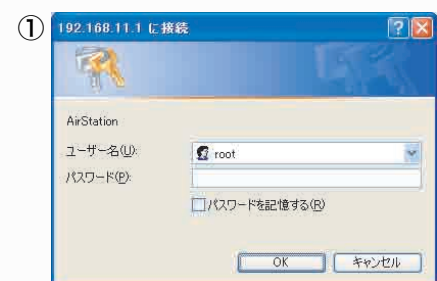 ①
192.168.11.1 に接続
AirStation
ユーザー名(U):
root
パスワード(P):
パスワードを記憶する(R)
OK
キャンセル